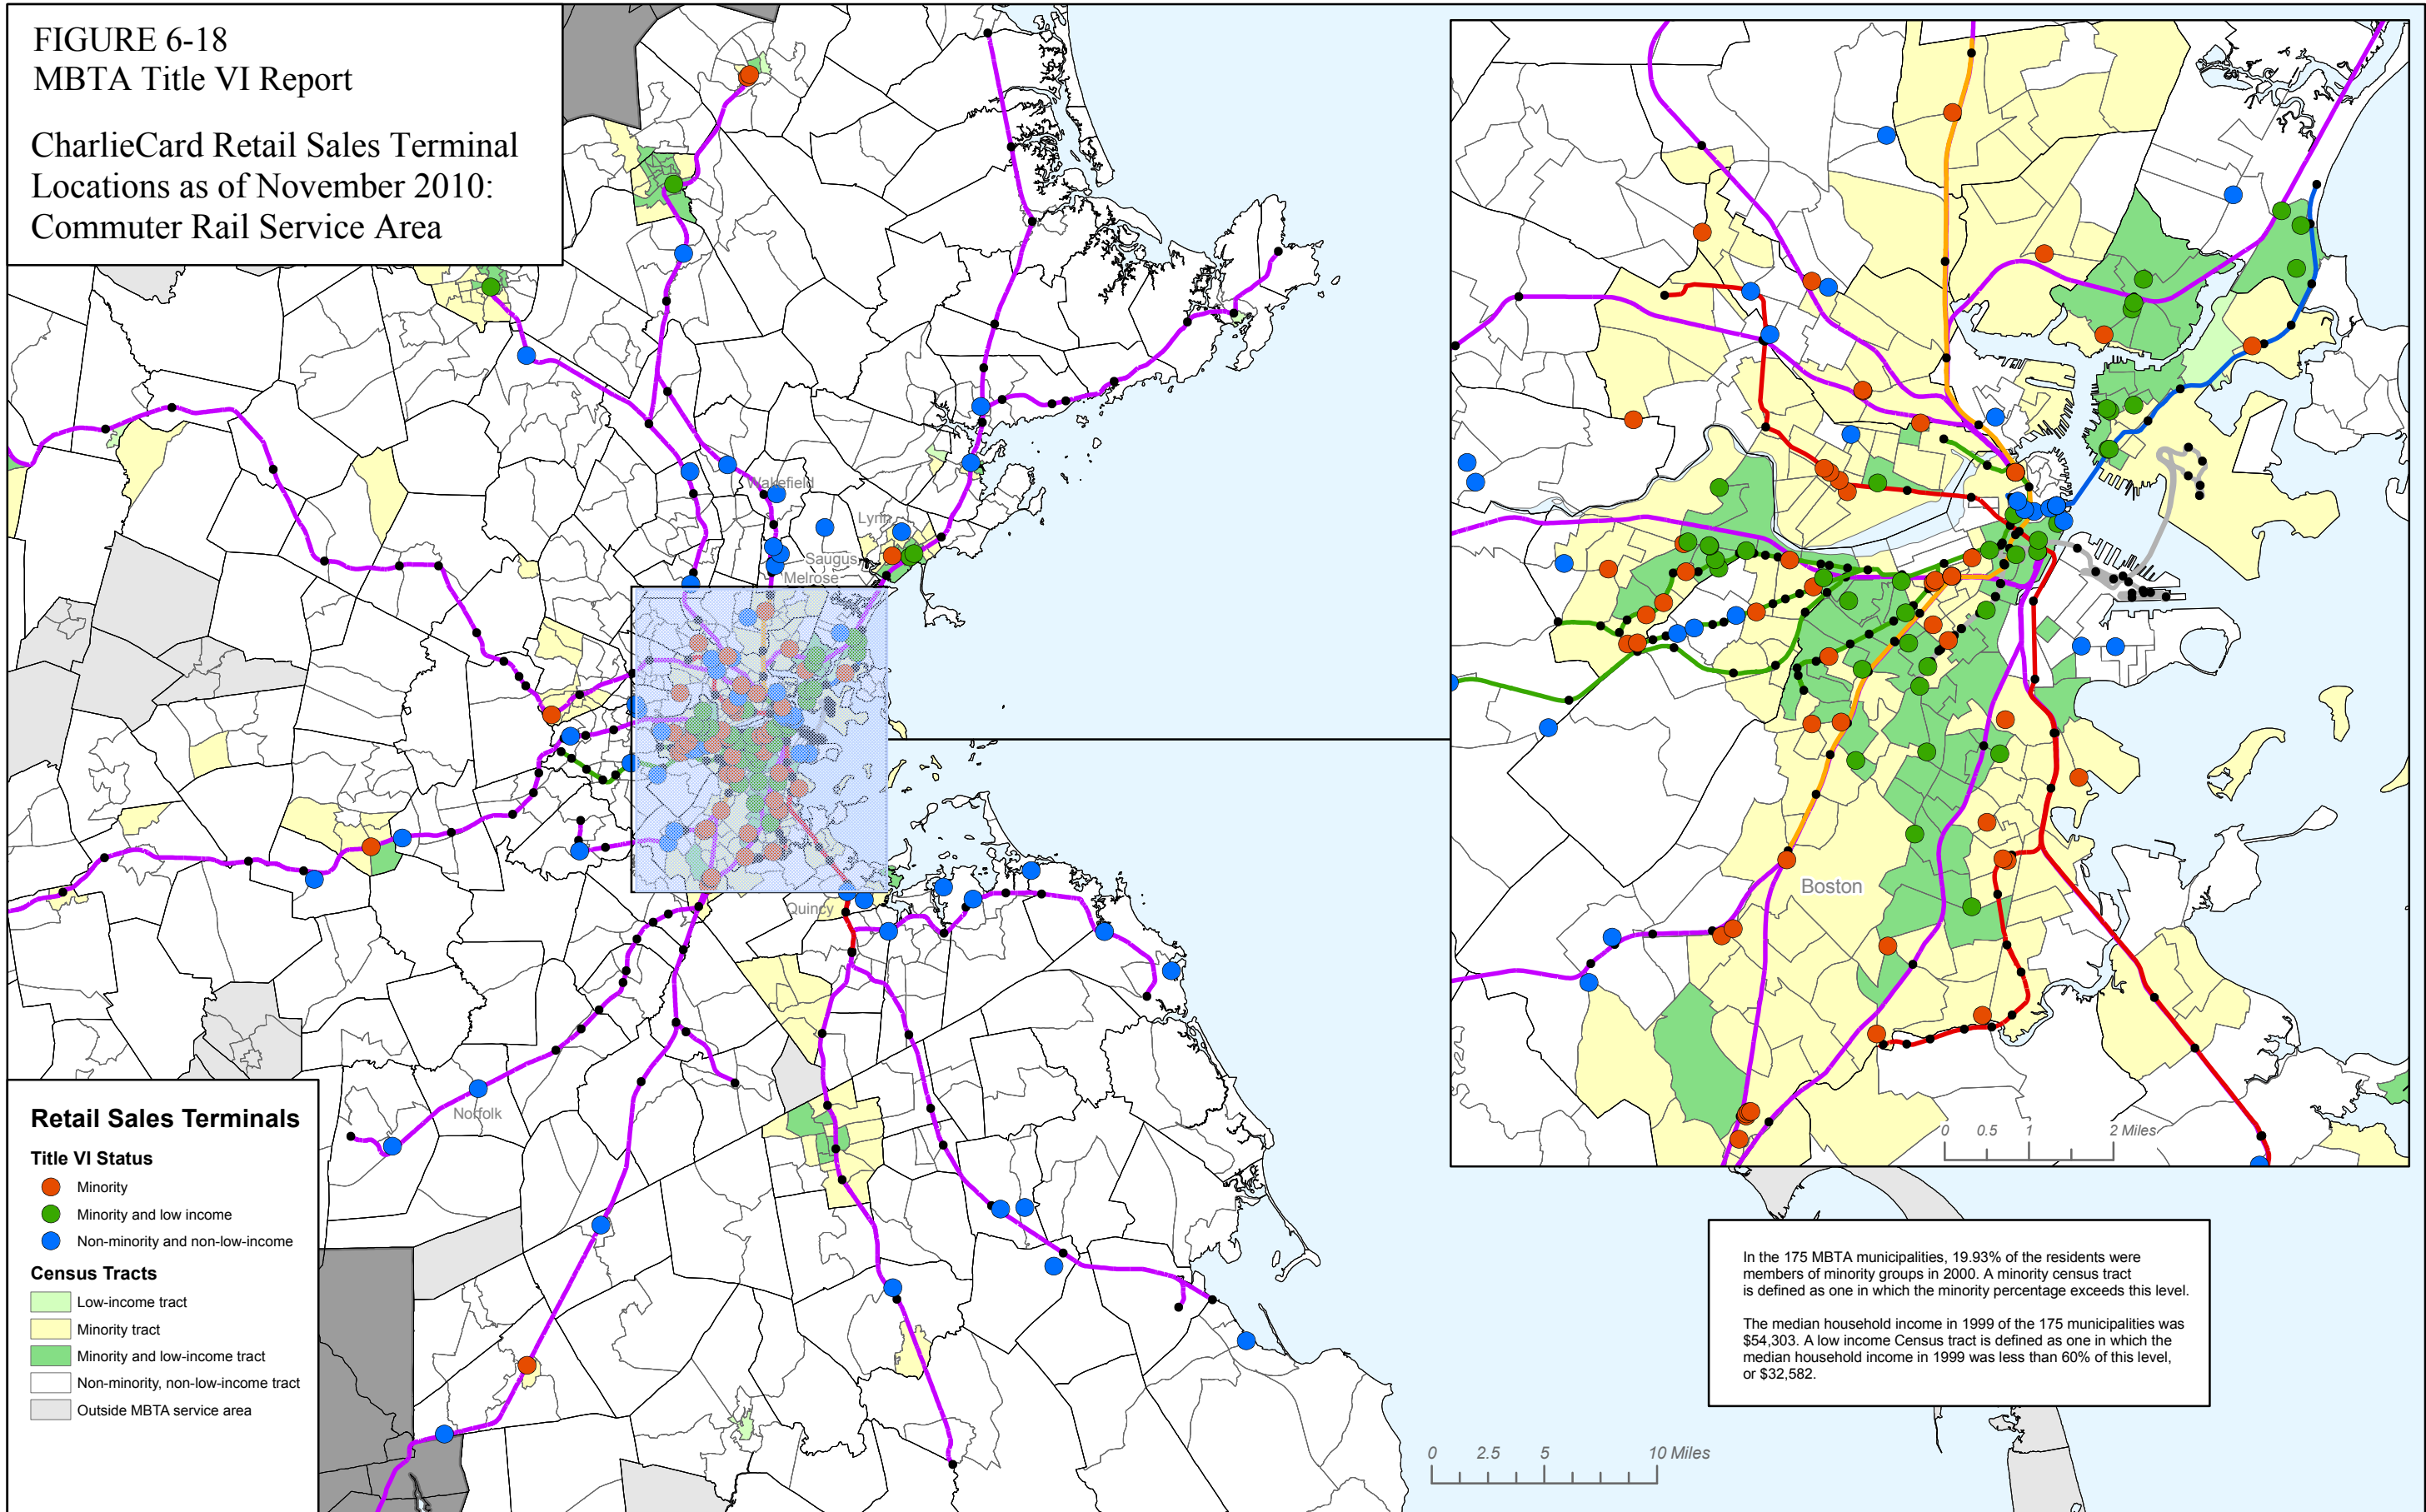 FIGURE 6-18
MBTA Title VI Report
CharlieCard Retail Sales Terminal
Locations as of November 2010:
Commuter Rail Service Area
Wakefield
Lynn
Saugus
Melrose
Quincy
Norfolk
Boston
0 0.5 1 2 Miles
Retail Sales Terminals
Title VI Status
Minority
Minority and low income
Non-minority and non-low-income
Census Tracts
Low-income tract
Minority tract
Minority and low-income tract
Non-minority, non-low-income tract
Outside MBTA service area
In the 175 MBTA municipalities, 19.93% of the residents were
members of minority groups in 2000. A minority census tract
is defined as one in which the minority percentage exceeds this level.
The median household income in 1999 of the 175 municipalities was
$54,303. A low income Census tract is defined as one in which the
median household income in 1999 was less than 60% of this level,
or $32,582.
0 2.5 5 10 Miles